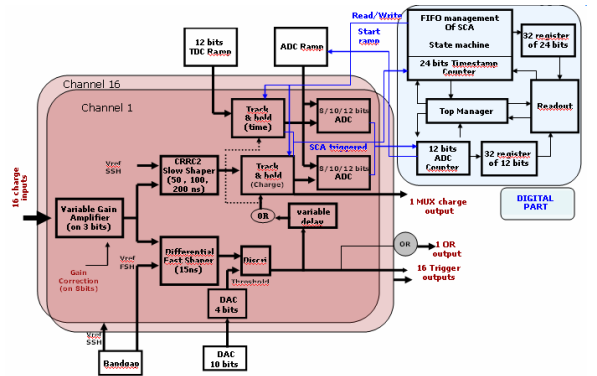 Read/Write
12 bits
TDC Ramp
ADC Ramp
Start
ramp
FIFO management
Of SCA
State machine
24 bits Timestamp
Counter
32 register
of 24 bits
Readout
Top Manager
12 bits
ADC
Counter
32 register
of 12 bits
DIGITAL
PART
Channel 16
Channel 1
Track
& hold
(time)
8/10/12 bits
ADC
SCA triggered
Vref
SSH
CRRC2
Slow Shaper
(50, 100,
200 ns)
Track &
hold
(Charge)
8/10/12 bits
ADC
1 MUX charge
output
16 charge
inputs
Variable Gain
Amplifier
(on 3 bits)
OR
variable
delay
Gain
Correction
(on 8bits)
Vref
FSH
Differential
Fast Shaper
(15ns)
Discri
Threshold
OR
1 OR
output
16 Trigger
outputs
DAC
4 bits
Vref
SSH
Bandgap
DAC
10 bits